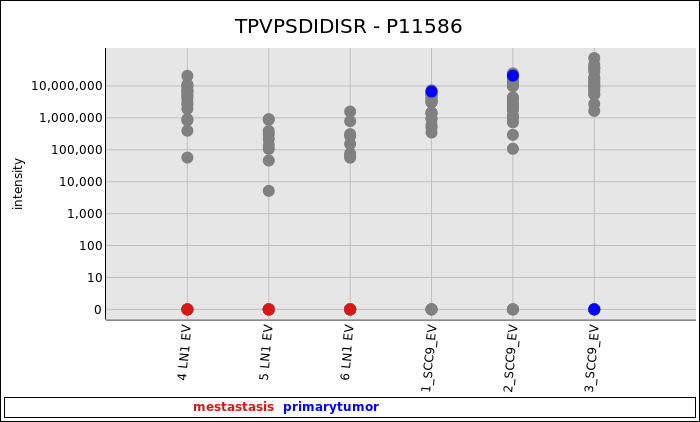 TPVPSDIDISR - P11586
intensity
10,000,000
1,000,000
100,000
10,000
1,000
100
10
0
4 LN1 EV
5 LN1 EV
6 LN1 EV
1_SCC9_EV
2_SCC9_EV
3_SCC9_EV
mestastasis primarytumor